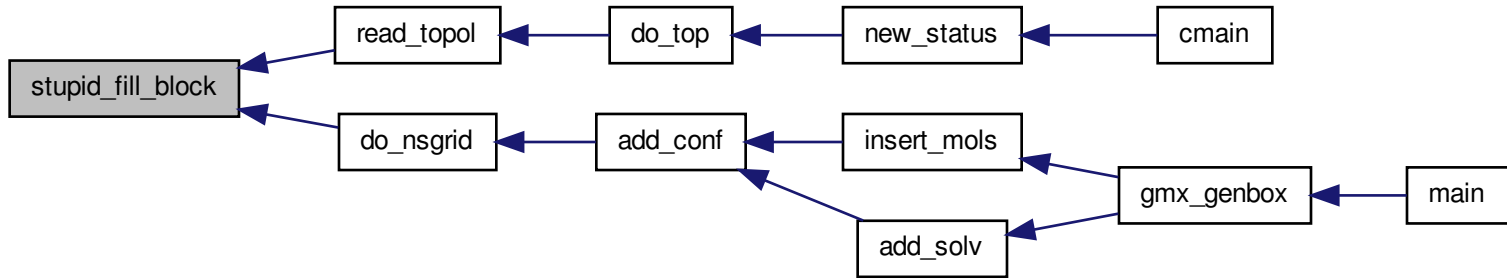 stupid_fill_block
read_topol
do_top
new_status
cmain
do_nsgrid
add_conf
insert_mols
add_solv
gmx_genbox
main